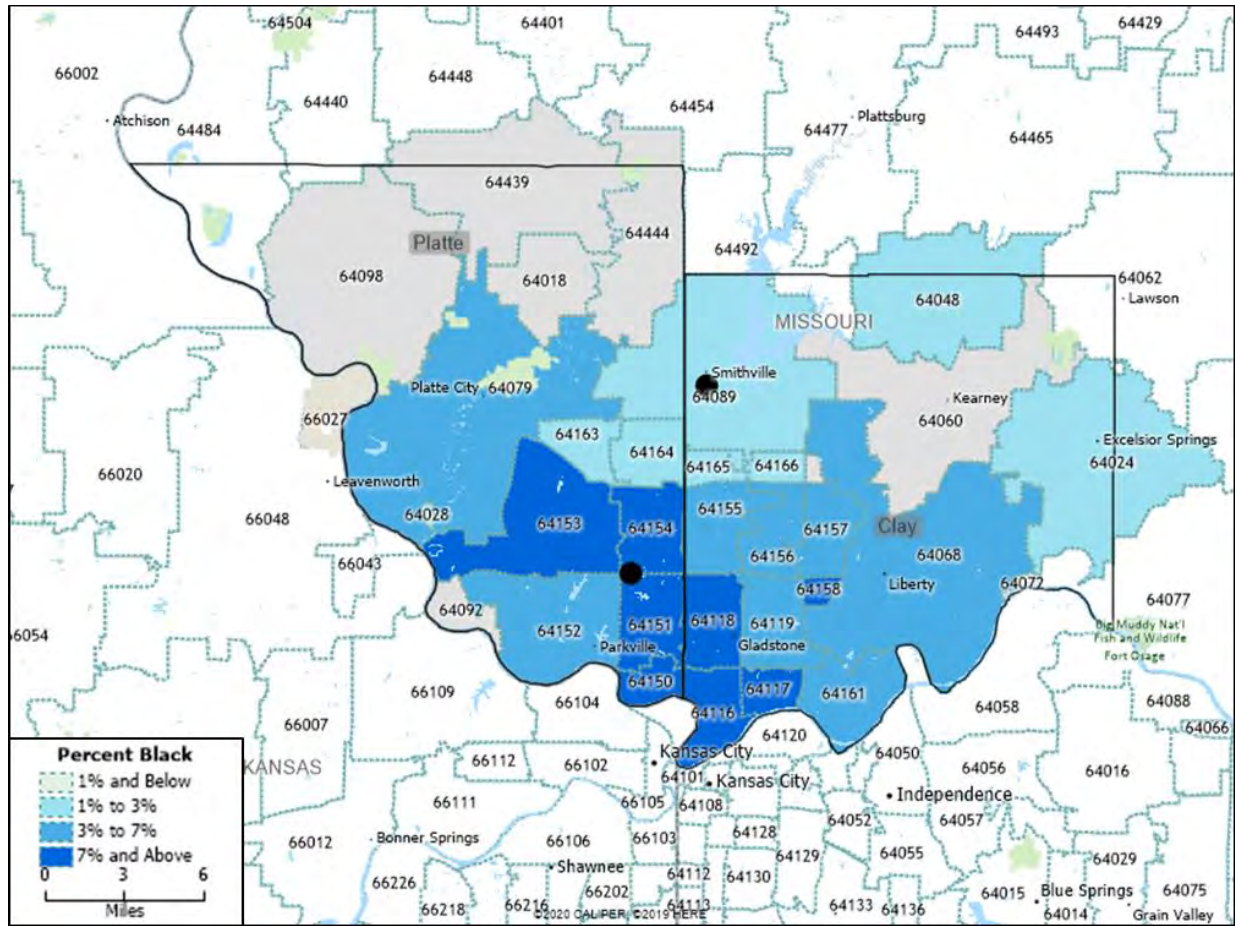 64504
64401
64493
64429
66002
64448
64440
64454
Atchison
64484
64477
Plattsburg
64465
64439
Platte
64444
64492
64098
64018
64062
64048
Lawson
MISSOURI
Smithville
Platte City
64079
64089
Kearney
66027
64060
64163
Excelsior Springs
64164
64024
66020
64165
64166
Leavenworth
66048
64028
64153
64154
64155
64157
Clay
64156
64068
66043
64158
Liberty
64072
64077
64092
64151
64118
64119
Big Muddy Nat'l
Fish and Wildlife
Fort Osage
66054
64152
Parkville
Gladstone
64150
64117
66109
66104
64161
64088
64058
64116
66007
64066
64120
64050
Kansas City
KANSAS
66112
66102
64101
Kansas City
64056
64016
66111
66105
64108
Independence
64052
64057
66012
Bonner Springs
66106
66103
64128
64129
64055
64029
Shawnee
64112
64130
66226
66202
64015
Blue Springs
64075
66218
66216
64113
64133
64136
64014
Grain Valley
Percent Black
1% and Below
1% to 3%
3% to 7%
7% and Above
0 3 6
Miles
©2020 CALIPER; ©2019 HERE